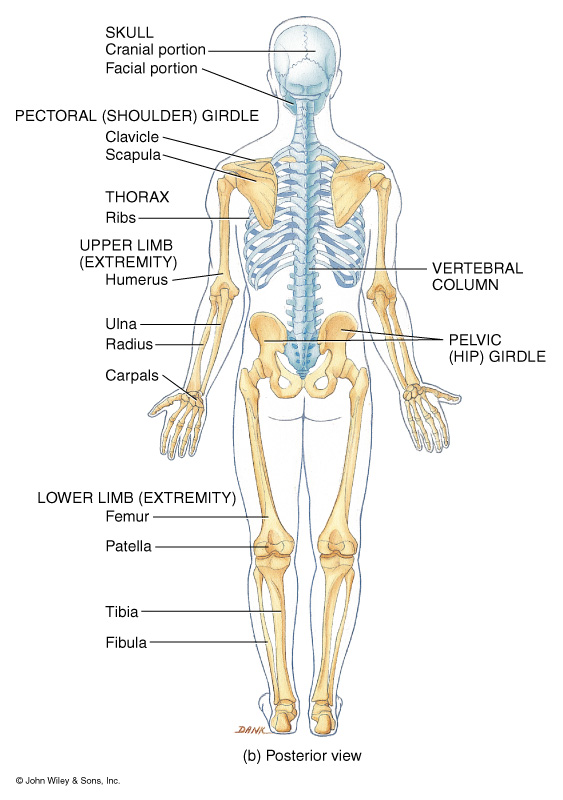 SKULL
Cranial portion
Facial portion
PECTORAL (SHOULDER) GIRDLE
Clavicle
Scapula
THORAX
Ribs
UPPER LIMB
(EXTREMITY)
Humerus
VERTEBRAL
COLUMN
Ulna
Radius
PELVIC
(HIP) GIRDLE
Carpals
LOWER LIMB (EXTREMITY)
Femur
Patella
Tibia
Fibula
DANK
(b) Posterior view
© John Wiley & Sons, Inc.